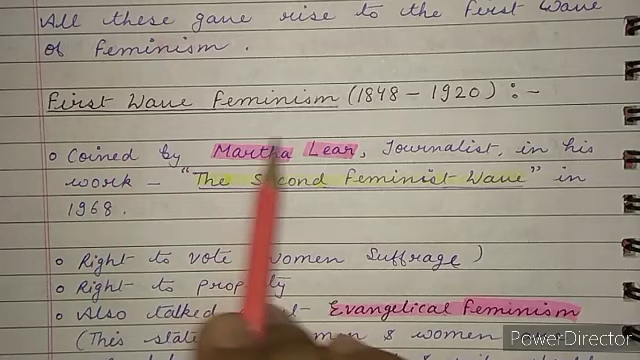 All these gave rise to the first wave
of feminism.
First Wave Feminism (1848 - 1920) :-
Coined by Martha Lear, Journalist, in his
work - "The Second Feminist Wave" in
1968.
Right to vote women Suffrage)
Right to property
Also talked Evangelical feminism
(This & women
PowerDirector